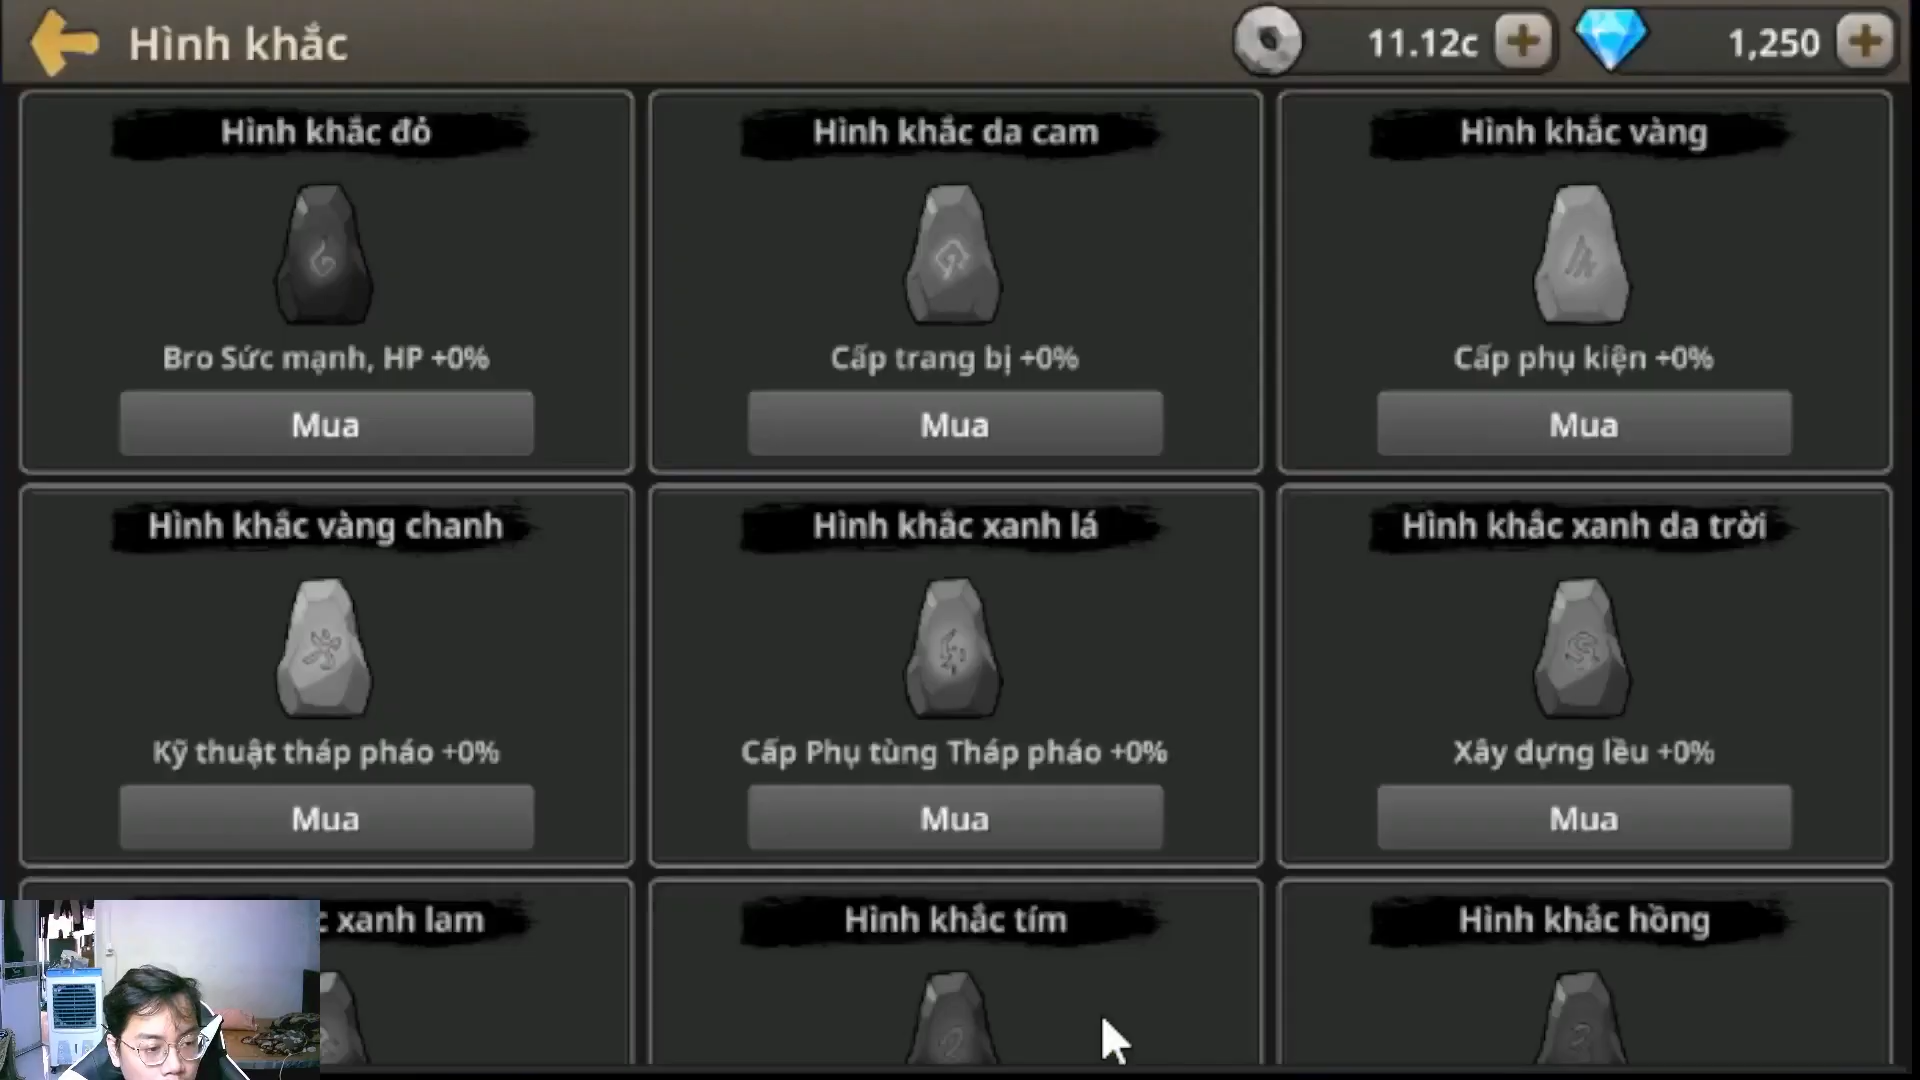 Hình khắc
11.12c
1,250
Hình khắc đỏ
Hình khắc da cam
Hình khắc vàng
Bro Sức mạnh, HP +0%
Cấp trang bị +0%
Cấp phụ kiện +0%
Mua
Mua
Mua
Hình khắc vàng chanh
Hình khắc xanh lá
Hình khắc xanh da trời
Kỹ thuật tháp pháo +0%
Cấp Phụ tùng Tháp pháo +0%
Xây dựng lều +0%
Mua
Mua
Mua
xanh lam
Hình khắc tím
Hình khắc hồng